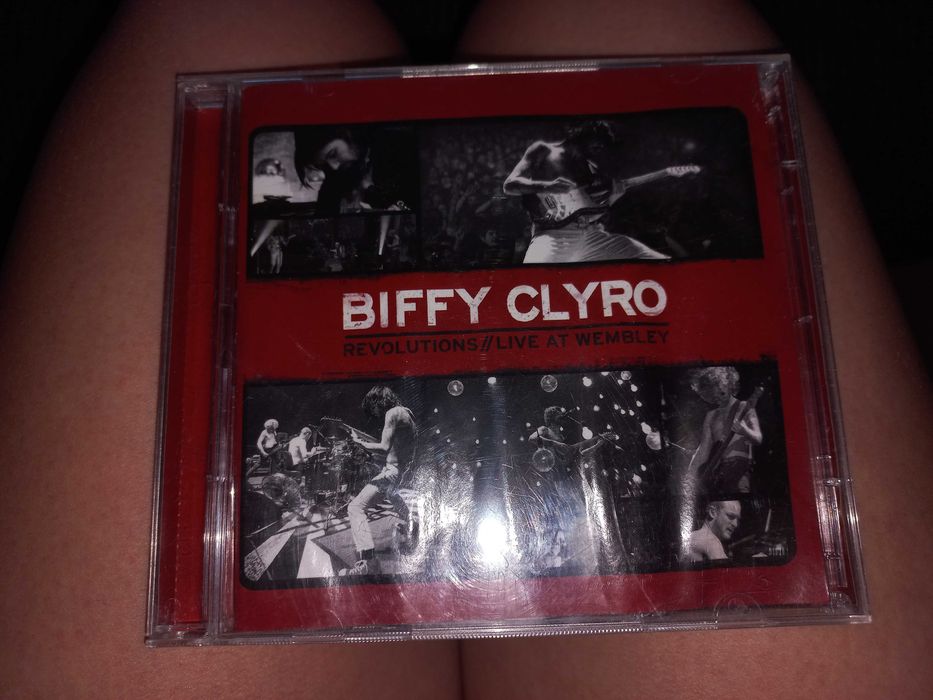 BIFFY CLYRO
REVOLUTIONS//LIVE AT WEMBLEY